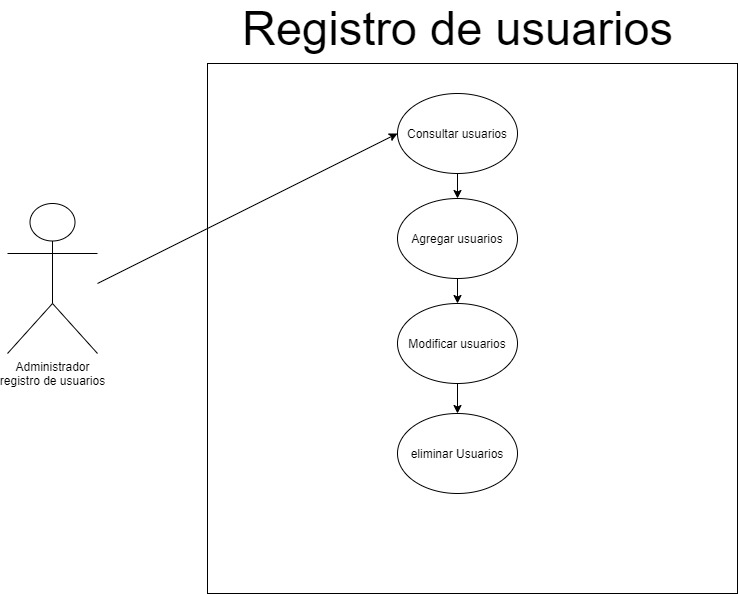 Registro de usuarios
Consultar usuarios
Agregar usuarios
Modificar usuarios
eliminar Usuarios
Administrador
registro de usuarios